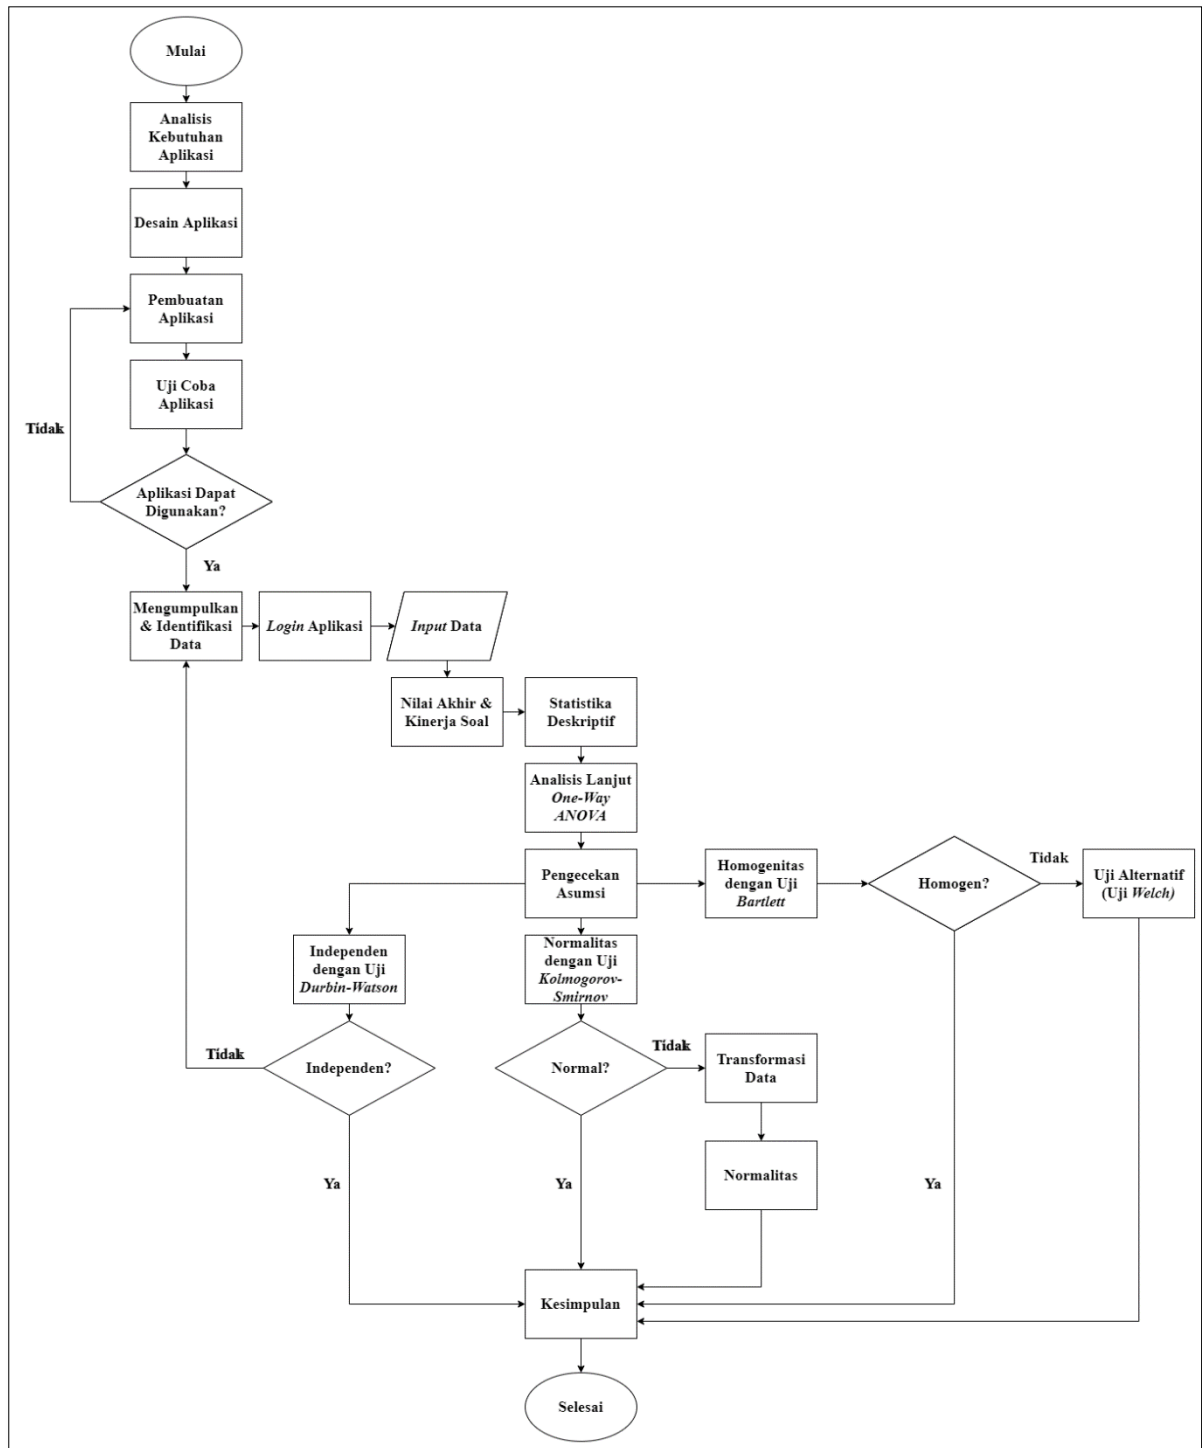 Mulai
Analisis
Kebutuhan
Aplikasi
Desain Aplikasi
Pembuatan
Aplikasi
Uji Coba
Aplikasi
Tidak
Aplikasi Dapat
Digunakan?
Ya
Mengumpulkan
& Identifikasi
Data
Login Aplikasi
Input Data
Nilai Akhir &
Kinerja Soal
Statistika
Deskriptif
Analisis Lanjut
One-Way
ANOVA
Pengecekan
Asumsi
Homogenitas
dengan Uji
Bartlett
Homogen?
Tidak
Uji Alternatif
(Uji Welch)
Independen
dengan Uji
Durbin-Watson
Normalitas
dengan Uji
Kolmogorov-
Smirnov
Tidak
Independen?
Normal?
Tidak
Transformasi
Data
Normalitas
Ya
Ya
Ya
Kesimpulan
Selesai